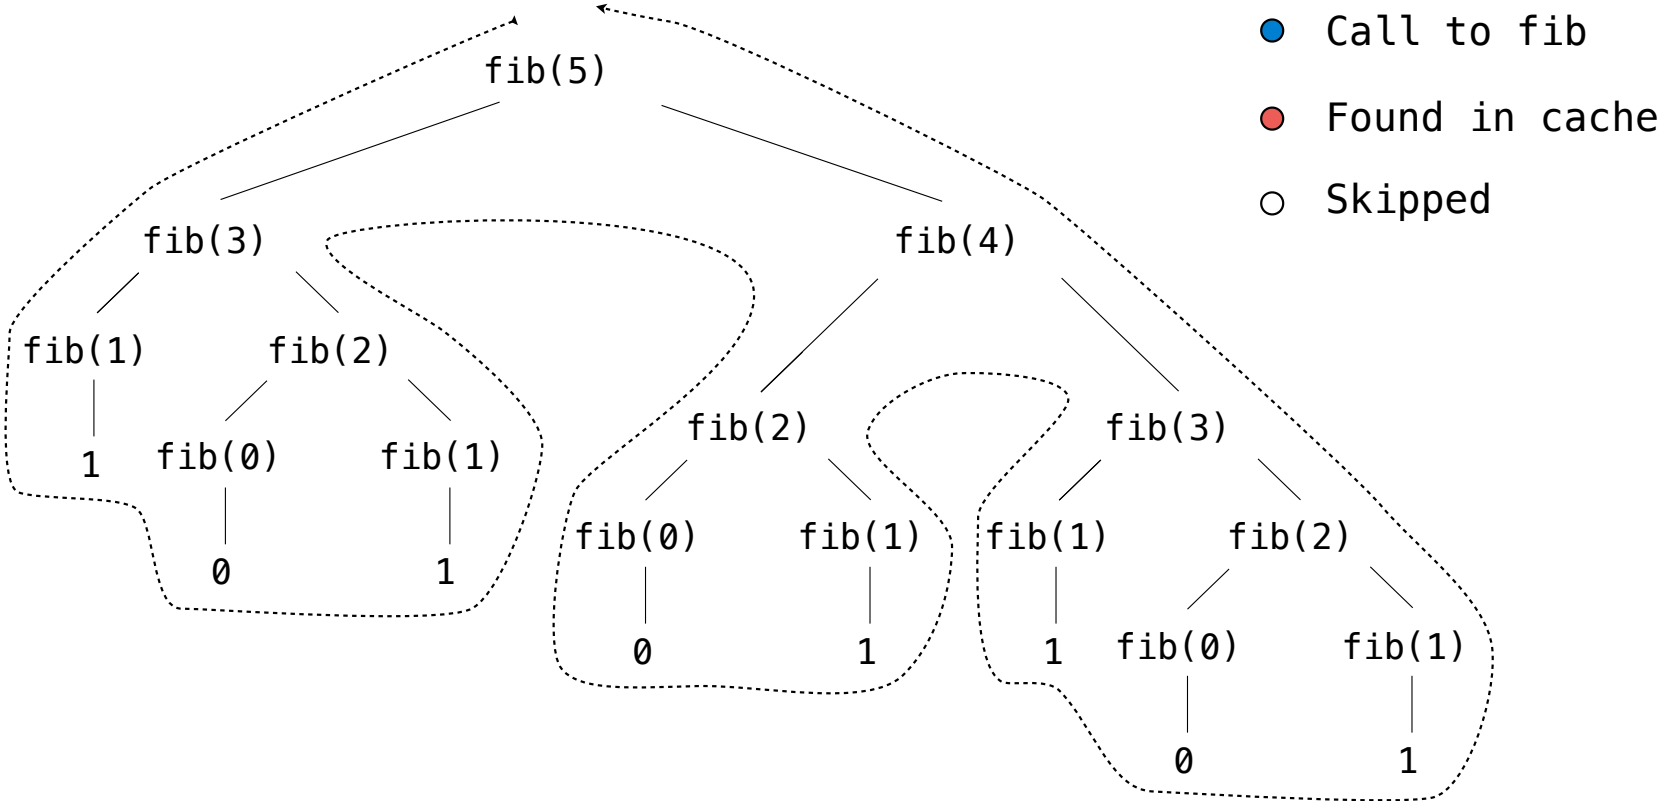 fib(5)
Call to fib
Found in cache
Skipped
fib(3)
fib(4)
fib(1)
fib(2)
fib(2)
fib(3)
1
fib(0)
fib(1)
fib(0)
fib(1)
fib(1)
fib(2)
0
1
0
1
1
fib(0)
fib(1)
0
1